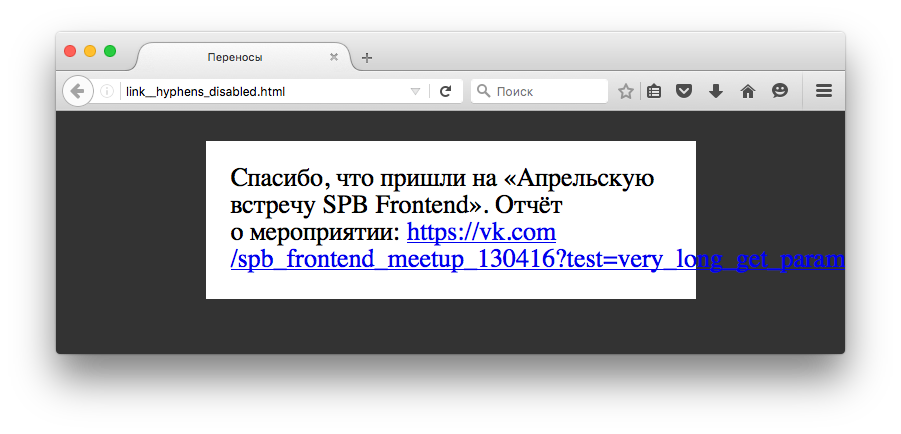 Переносы
link__hyphens_disabled.html
Поиск
Спасибо, что пришли на «Апрельскую
встречу SPB Frontend». Отчёт
о мероприятии: https://vk.com
/spb_frontend_meetup_130416?test=very_long_get_param